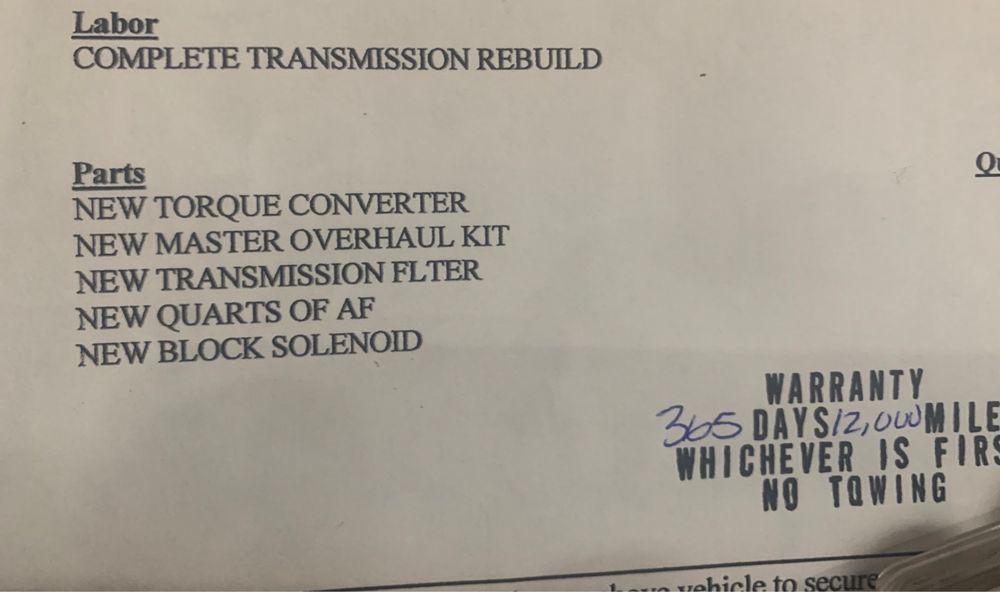 Labor
COMPLETE TRANSMISSION REBUILD
Parts
NEW TORQUE CONVERTER
NEW MASTER OVERHAUL KIT
NEW TRANSMISSION FLTER
NEW QUARTS OF AF
NEW BLOCK SOLENOID
WARRANTY
365 DAYS 12,000 MILE
WHICHEVER IS FIRS
NO TOWING
vehicle to secure